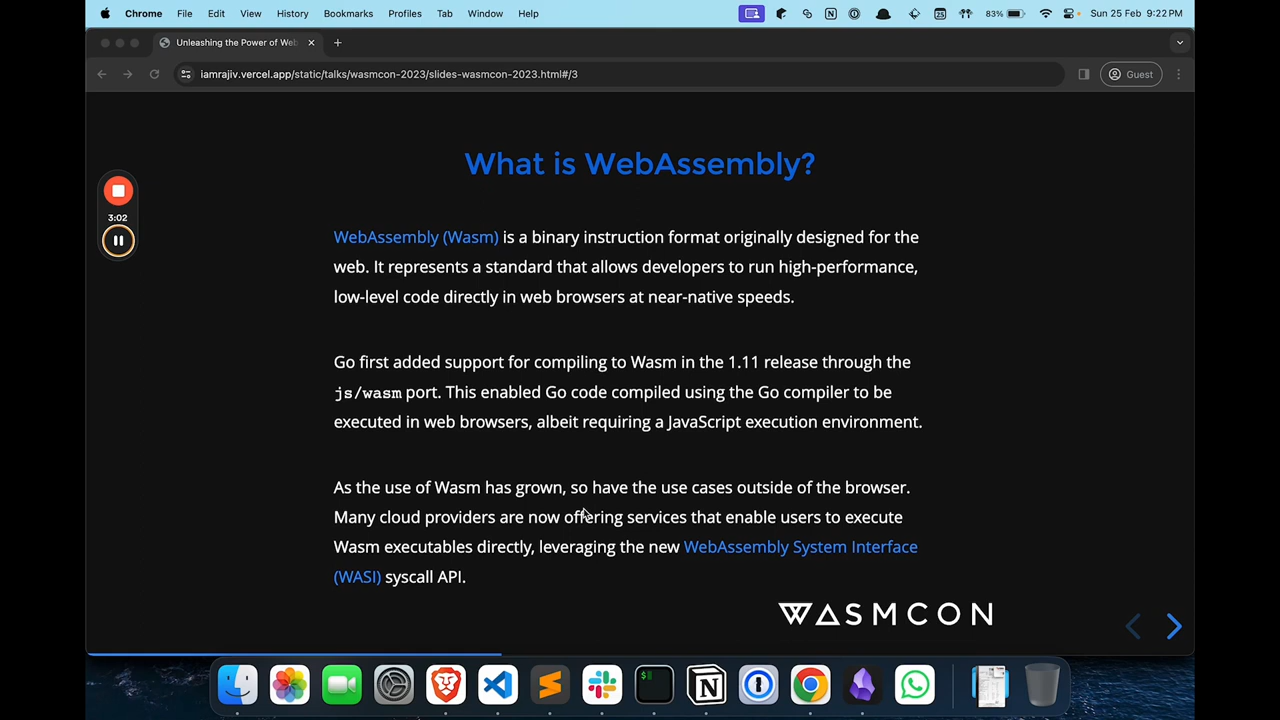 Chrome File Edit View History Bookmarks Profiles Tab Window Help 83% Sun 25 Feb 9:22 PM
Unleashing the Power of Web
iamrajiv.vercel.app/static/talks/wasmcon-2023/slides-wasmcon-2023.html#/3 Guest
What is WebAssembly?
3:02
WebAssembly (Wasm) is a binary instruction format originally designed for the
web. It represents a standard that allows developers to run high-performance,
low-level code directly in web browsers at near-native speeds.
Go first added support for compiling to Wasm in the 1.11 release through the
js/wasm port. This enabled Go code compiled using the Go compiler to be
executed in web browsers, albeit requiring a JavaScript execution environment.
As the use of Wasm has grown, so have the use cases outside of the browser.
Many cloud providers are now offering services that enable users to execute
Wasm executables directly, leveraging the new WebAssembly System Interface
(WASI) syscall API.
WASMCON